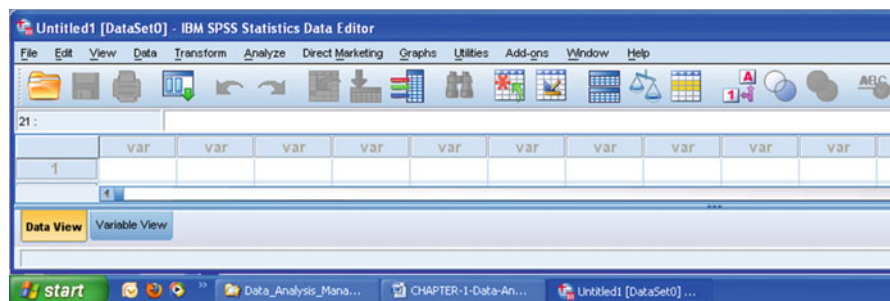 Untitled1 [DataSet0] - IBM SPSS Statistics Data Editor
File Edit View Data Transform Analyze Direct Marketing Graphs Utilities Add-ons Window Help
A
1
ABC
21 :
var var var var var var var var var var
1
Data View Variable View
start Data_Analysis_Mana... CHAPTER-1-Data-An... Untitled1 [DataSet0] ...